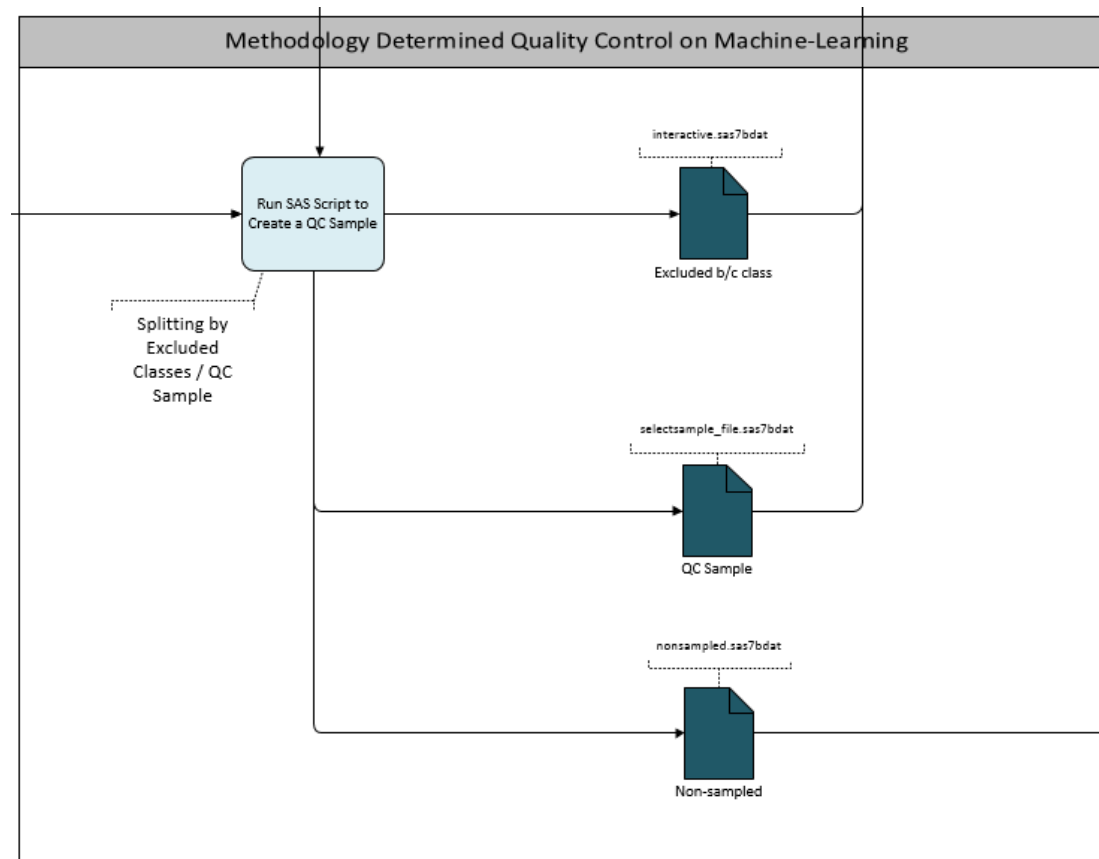 Methodology Determined Quality Control on Machine-Learning
interactive.sas7bdat
Run SAS Script to
Create a QC Sample
Excluded b/c class
Splitting by
Excluded
Classes / QC
Sample
selectsample_file.sas7bdat
QC Sample
nonsampled.sas7bdat
Non-sampled